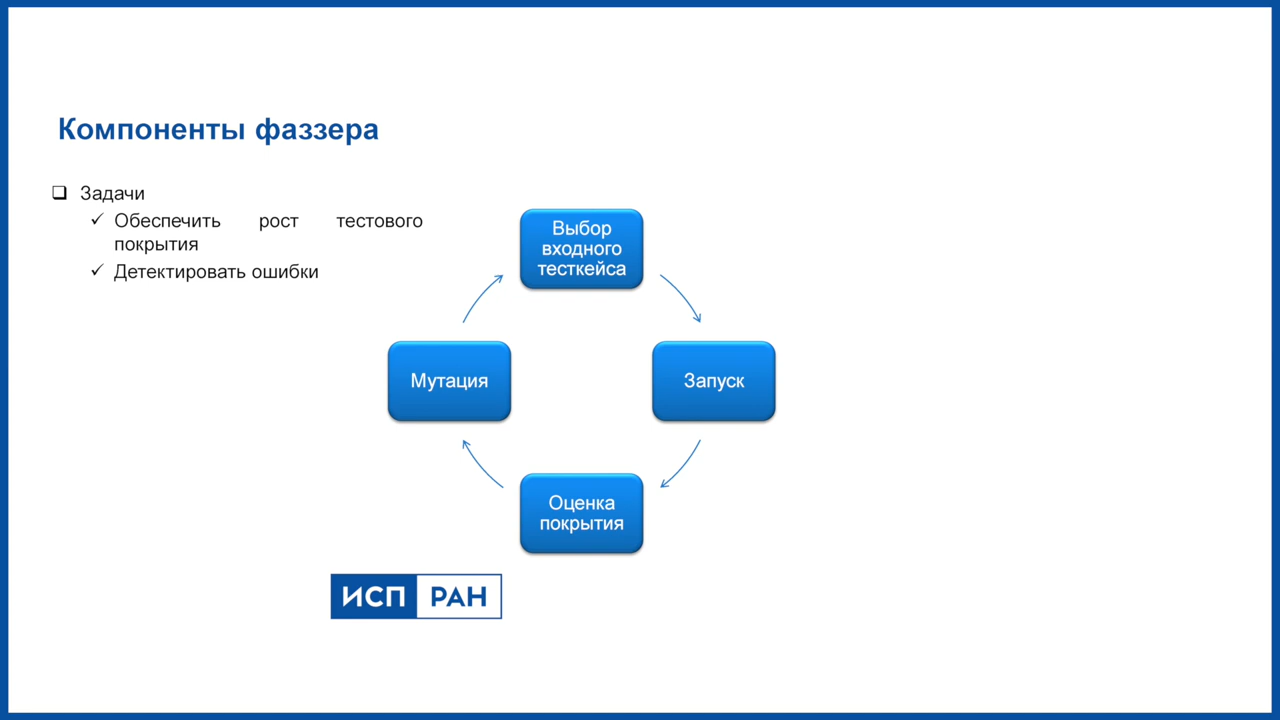 Компоненты фаззера
Задачи
Обеспечить рост тестового
покрытия
Детектировать ошибки
Выбор
входного
тесткейса
Мутация
Запуск
Оценка
покрытия
ИСП РАН